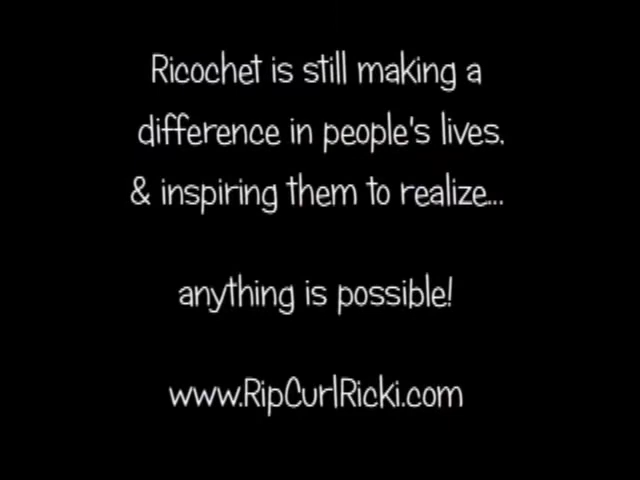 Ricochet is still making a
difference in people's lives,
& inspiring them to realize...
anything is possible!
www.RipCurlRicki.com